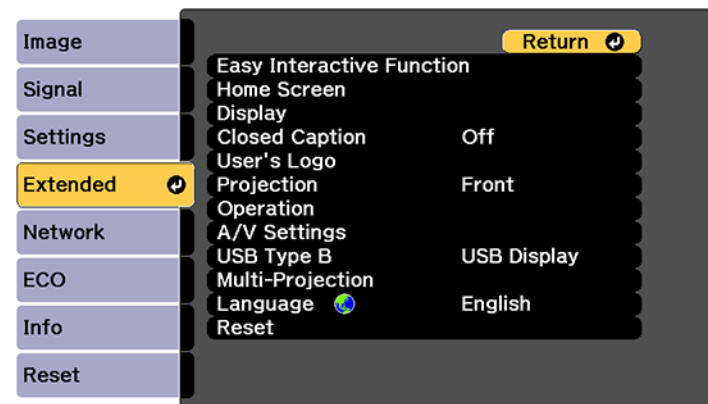 Image
Signal
Settings
Extended
Network
ECO
Info
Reset
Return
Easy Interactive Function
Home Screen
Display
Closed Caption Off
User's Logo
Projection Front
Operation
A/V Settings
USB Type B USB Display
Multi-Projection
Language English
Reset